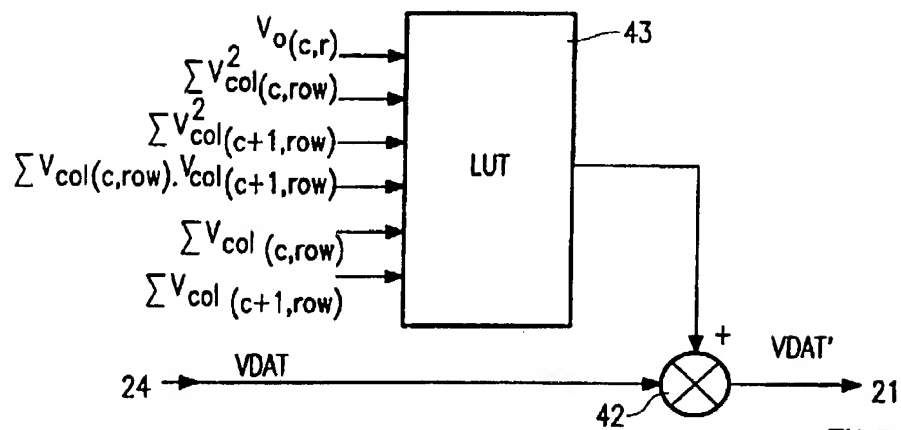 V₀(c,r)
43
∑V²col(c,row)
∑V²col(c+1,row)
LUT
∑Vcol(c,row).Vcol(c+1,row)
∑Vcol (c,row)
∑Vcol (c+1,row)
+
24 VDAT VDAT' 21
42